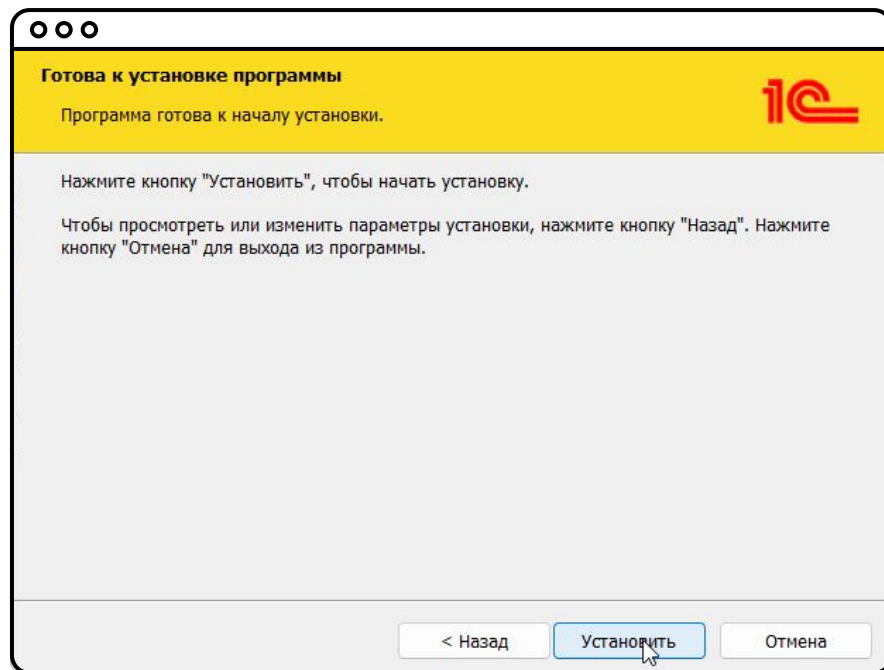 Готова к установке программы
Программа готова к началу установки.
1С
Нажмите кнопку "Установить", чтобы начать установку.
Чтобы просмотреть или изменить параметры установки, нажмите кнопку "Назад". Нажмите
кнопку "Отмена" для выхода из программы.
< Назад
Установить
Отмена